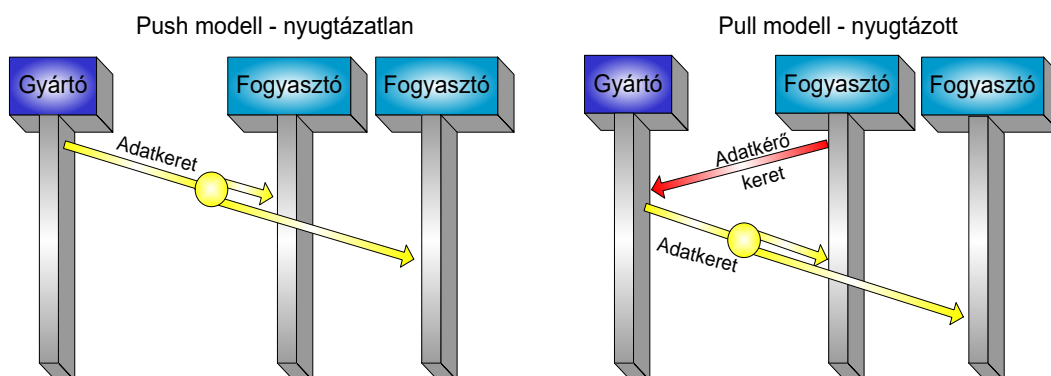 Push modell - nyugtázatlan
Gyártó
Fogyasztó
Fogyasztó
Adatkeret
Pull modell - nyugtázott
Gyártó
Fogyasztó
Fogyasztó
Adatkérő
keret
Adatkeret